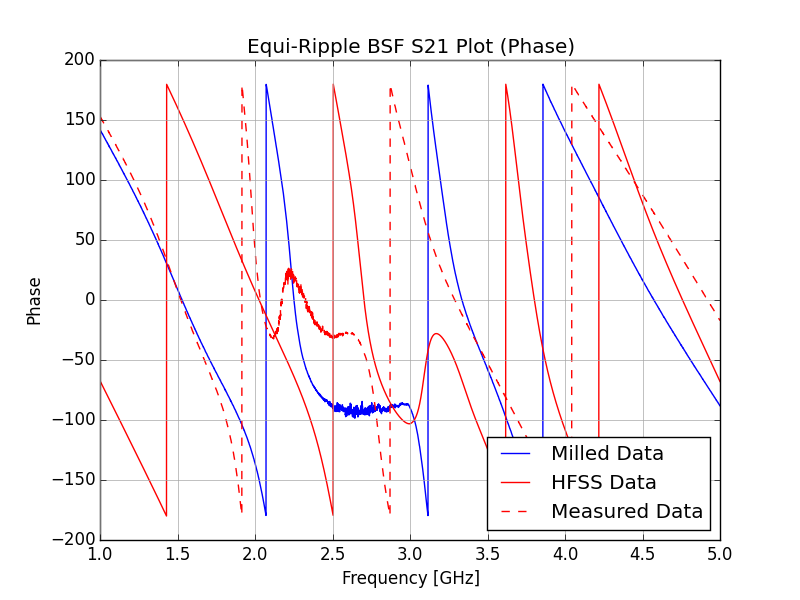 Equi-Ripple BSF S21 Plot (Phase)
200
150
100
50
0
−50
−100
−150
−200
Phase
Milled Data
HFSS Data
Measured Data
1.0 1.5 2.0 2.5 3.0 3.5 4.0 4.5 5.0
Frequency [GHz]